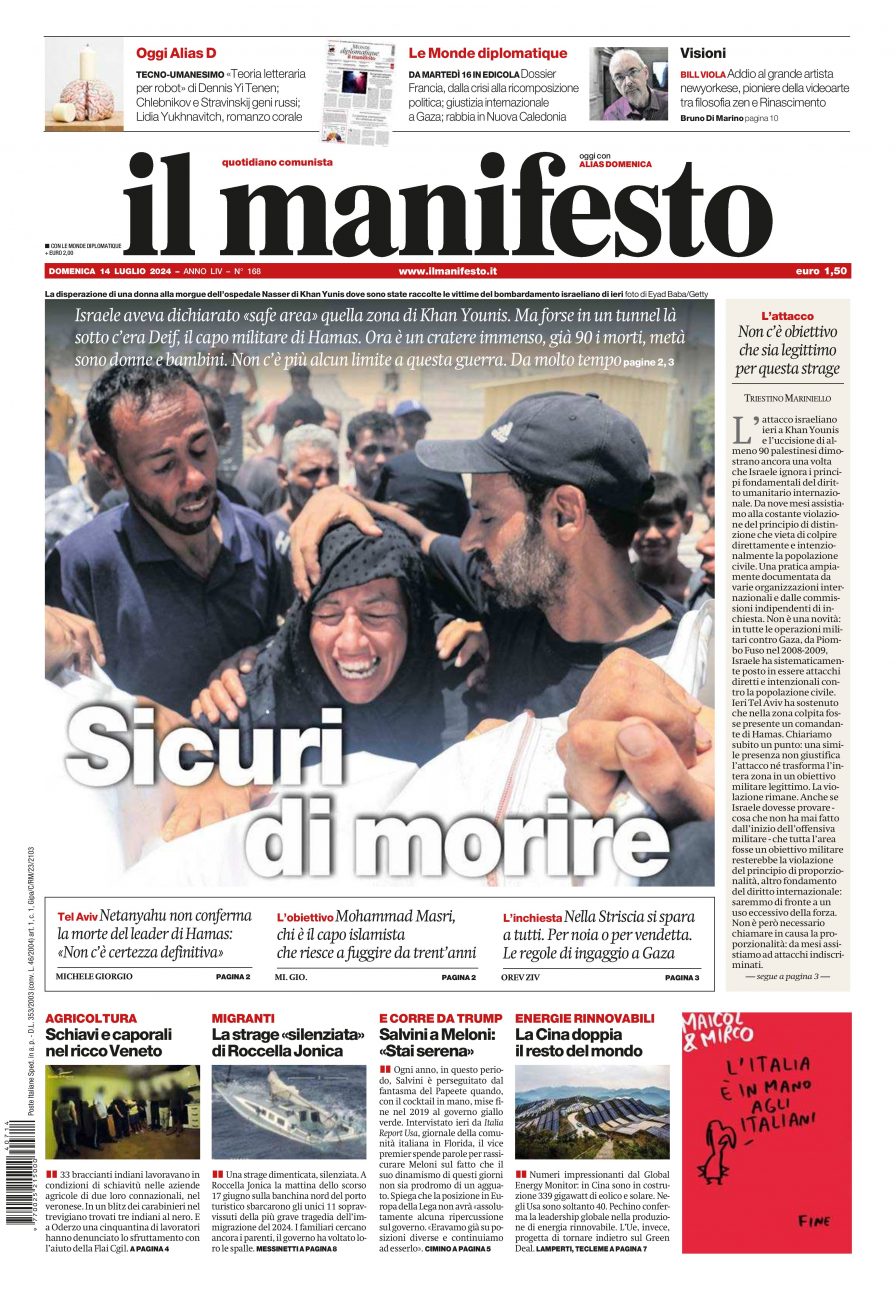 Oggi Alias D
TECNO-UMANESIMO «Teoria letteraria
per robot» di Dennis Yi Tenen;
Chlebnikov e Stravinskij geni russi;
Lidia Yukhnavitch, romanzo corale
Le Monde diplomatique
DA MARTEDÌ 16 IN EDICOLA Dossier
Francia, dalla crisi alla ricomposizione
politica; giustizia internazionale
a Gaza; rabbia in Nuova Caledonia
Visioni
BILL VIOLA Addio al grande artista
newyorkese, pioniere della videoarte
tra filosofia zen e Rinascimento
Bruno Di Marino pagina 10
quotidiano comunista
oggi con
ALIAS DOMENICA
il manifesto
■ CON LE MONDE DIPLOMATIQUE
+ EURO 2,00
DOMENICA 14 LUGLIO 2024 – ANNO LIV – N° 168
www.ilmanifesto.it
euro 1,50
La disperazione di una donna alla morgue dell'ospedale Nasser di Khan Yunis dove sono state raccolte le vittime del bombardamento israeliano di ieri foto di Eyad Baba/Getty
Israele aveva dichiarato «safe area» quella zona di Khan Younis. Ma forse in un tunnel là
sotto c'era Deif, il capo militare di Hamas. Ora è un cratere immenso, già 90 i morti, metà
sono donne e bambini. Non c'è più alcun limite a questa guerra. Da molto tempo pagine 2, 3
Sicuri
di morire
L'attacco
Non c'è obiettivo
che sia legittimo
per questa strage
TRIESTINO MARINIELLO
L'attacco israeliano
ieri a Khan Younis
e l'uccisione di al-
meno 90 palestinesi dimo-
strano ancora una volta
che Israele ignora i princi-
pi fondamentali del dirit-
to umanitario internazio-
nale. Da nove mesi assistia-
mo alla costante violazio-
ne del principio di distin-
zione che vieta di colpire
direttamente e intenzio-
nalmente la popolazione
civile. Una pratica ampia-
mente documentata da
varie organizzazioni inter-
nazionali e dalle commis-
sioni indipendenti di in-
chiesta. Non è una novità:
in tutte le operazioni mili-
tari contro Gaza, da Piom-
bo Fuso nel 2008-2009,
Israele ha sistematicamen-
te posto in essere attacchi
diretti e intenzionali con-
tro la popolazione civile.
Ieri Tel Aviv ha sostenuto
che nella zona colpita fos-
se presente un comandan-
te di Hamas. Chiariamo
subito un punto: una simi-
le presenza non giustifica
l'attacco né trasforma l'in-
tera zona in un obiettivo
militare legittimo. La vio-
lazione rimane. Anche se
Israele dovesse provare -
cosa che non ha mai fatto
dall'inizio dell'offensiva
militare - che tutta l'area
fosse un obiettivo militare
resterebbe la violazione
del principio di proporzio-
nalità, altro fondamento
del diritto internazionale:
saremmo di fronte a un
uso eccessivo della forza.
Non è però necessario
chiamare in causa la pro-
porzionalità: da mesi assi-
stiamo ad attacchi indiscri-
minati.
— segue a pagina 3 —
Tel Aviv Netanyahu non conferma
la morte del leader di Hamas:
«Non c'è certezza definitiva»
MICHELE GIORGIO PAGINA 2
L'obiettivo Mohammad Masri,
chi è il capo islamista
che riesce a fuggire da trent'anni
MI. GIO. PAGINA 2
L'inchiesta Nella Striscia si spara
a tutti. Per noia o per vendetta.
Le regole di ingaggio a Gaza
OREV ZIV PAGINA 3
AGRICOLTURA
Schiavi e caporali
nel ricco Veneto
33 braccianti indiani lavoravano in
condizioni di schiavitù nelle aziende
agricole di due loro connazionali, nel
veronese. In un blitz dei carabinieri nel
trevigiano trovati tre indiani al nero. E
a Oderzo una cinquantina di lavoratori
hanno denunciato lo sfruttamento con
l'aiuto della Flai Cgil. A PAGINA 4
MIGRANTI
La strage «silenziata»
di Roccella Jonica
Una strage dimenticata, silenziata. A
Roccella Jonica la mattina dello scorso
17 giugno sulla banchina nord del porto
turistico sbarcarono gli unici 11 soprav-
vissuti della più grave tragedia dell'im-
migrazione del 2024. I familiari cercano
ancora i parenti, il governo ha voltato lo-
ro le spalle. MESSINETTI A PAGINA 8
E CORRE DA TRUMP
Salvini a Meloni:
«Stai serena»
Ogni anno, in questo perio-
do, Salvini è perseguitato dal
fantasma del Papeete quando,
con il cocktail in mano, mise fi-
ne nel 2019 al governo giallo
verde. Intervistato ieri da Italia
Report Usa, giornale della comu-
nità italiana in Florida, il vice
premier spende parole per rassi-
curare Meloni sul fatto che il
suo dinamismo di questi giorni
non sia prodromo di un aggua-
to. Spiega che la posizione in Eu-
ropa della Lega non avrà «asso-
lutamente alcuna ripercussione
sul governo. «Eravamo già su po-
sizioni diverse e continuiamo
ad esserlo». CIMINO A PAGINA 5
ENERGIE RINNOVABILI
La Cina doppia
il resto del mondo
Numeri impressionanti dal Global
Energy Monitor: in Cina sono in costru-
zione 339 gigawatt di eolico e solare. Ne-
gli Usa soltanto 40. Pechino confer-
ma la leadership globale nella produzio-
ne di energia rinnovabile. L'Ue, invece,
progetta di tornare indietro sul Green
Deal. LAMPERTI, TECLEME A PAGINA 7
MAICOL
& MIRCO
L'ITALIA
È IN MANO
AGLI
ITALIANI
FINE
Poste Italiane Sped. in a. p. - D.L. 353/2003 (conv. L. 46/2004) art. 1, c. 1, Gipa/C/RM/23/2103
40714
9 770025 215000